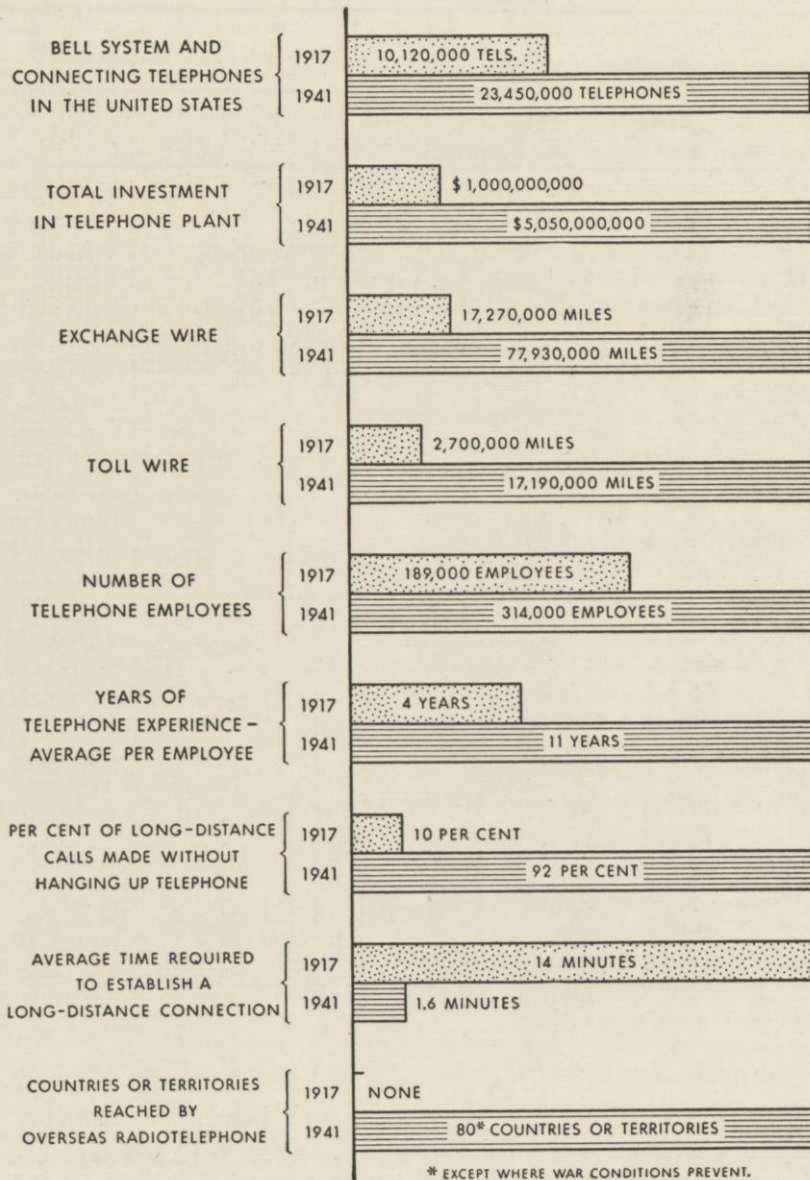 BELL SYSTEM AND
CONNECTING TELEPHONES
IN THE UNITED STATES
1917
10,120,000 TELS.
1941
23,450,000 TELEPHONES
TOTAL INVESTMENT
IN TELEPHONE PLANT
1917
$1,000,000,000
1941
$5,050,000,000
EXCHANGE WIRE
1917
17,270,000 MILES
1941
77,930,000 MILES
TOLL WIRE
1917
2,700,000 MILES
1941
17,190,000 MILES
NUMBER OF
TELEPHONE EMPLOYEES
1917
189,000 EMPLOYEES
1941
314,000 EMPLOYEES
YEARS OF
TELEPHONE EXPERIENCE–
AVERAGE PER EMPLOYEE
1917
4 YEARS
1941
11 YEARS
PER CENT OF LONG-DISTANCE
CALLS MADE WITHOUT
HANGING UP TELEPHONE
1917
10 PER CENT
1941
92 PER CENT
AVERAGE TIME REQUIRED
TO ESTABLISH A
LONG-DISTANCE CONNECTION
1917
14 MINUTES
1941
1.6 MINUTES
COUNTRIES OR TERRITORIES
REACHED BY
OVERSEAS RADIOTELEPHONE
1917
NONE
1941
80* COUNTRIES OR TERRITORIES
* EXCEPT WHERE WAR CONDITIONS PREVENT.